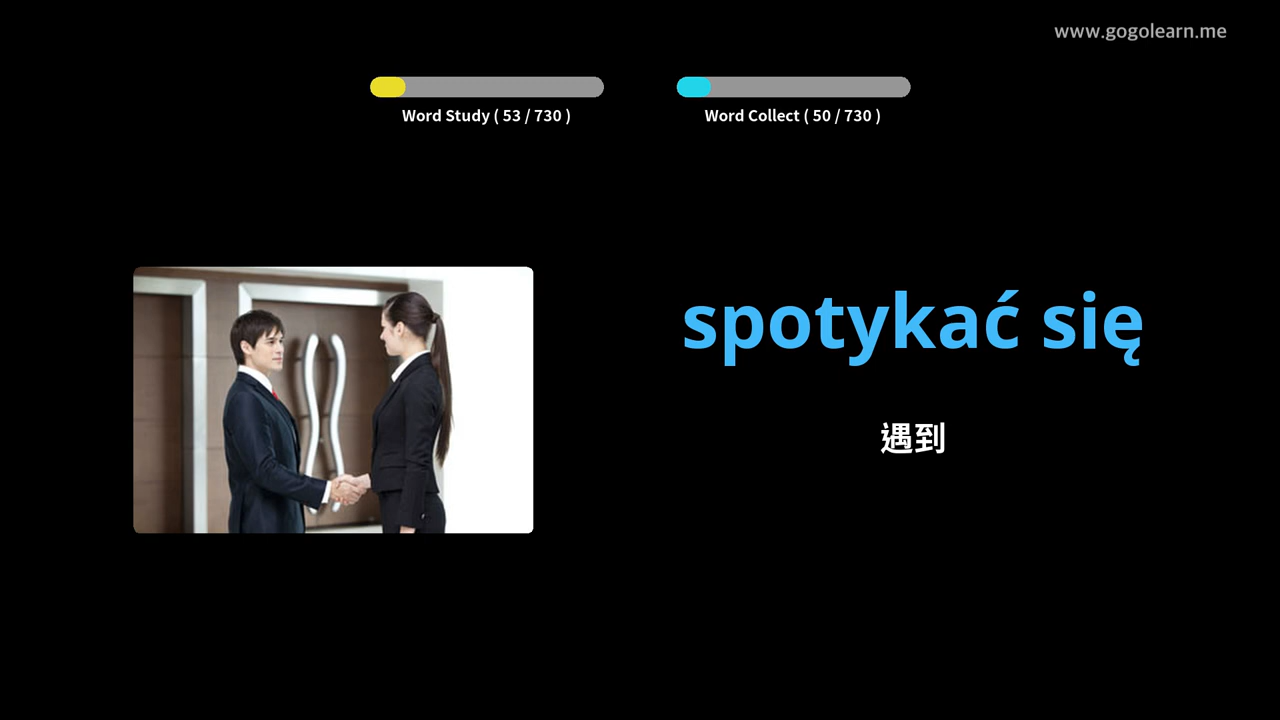 www.gogolearn.me
Word Study ( 53 / 730 )
Word Collect ( 50 / 730 )
spotykać się
遇到